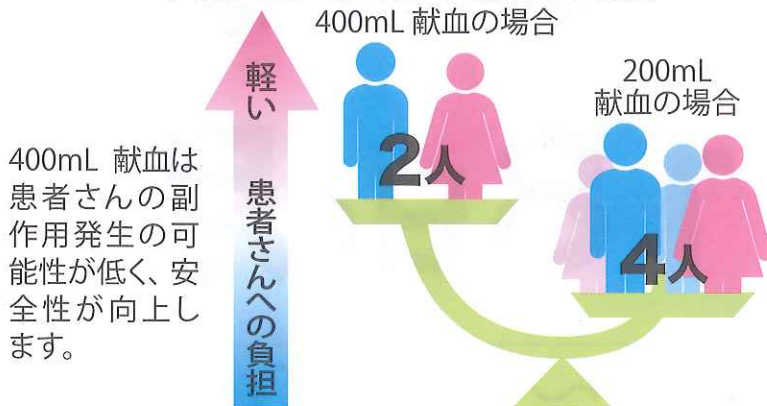 400mL 献血の場合
200mL
献血の場合
2人
4人
400mL 献血は
患者さんの副
作用発生の可
能性が低く、安
全性が向上し
ます。
軽い 患者さんへの負担